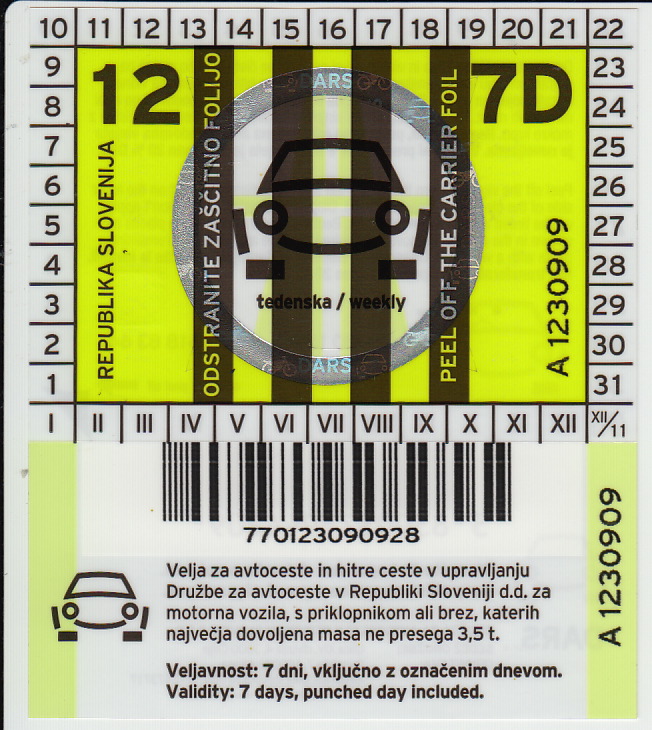 10 11 12 13 14 15 16 17 18 19 20 21 22
9
8
7
6
5
4
3
2
1
12
7D
REPUBLIKA SLOVENIJA
ODSTRANITE ZAŠČITNO FOLIJO
DARS
tedenska / weekly
DARS
PEEL OFF THE CARRIER FOIL
A 1230909
23
24
25
26
27
28
29
30
31
I II III IV V VI VII VIII IX X XI XII XII/11
770123090928
Velja za avtoceste in hitre ceste v upravljanju
Družbe za avtoceste v Republiki Sloveniji d.d. za
motorna vozila, s priklopnikom ali brez, katerih
največja dovoljena masa ne presega 3,5 t.
Veljavnost: 7 dni, vključno z označenim dnevom.
Validity: 7 days, punched day included.
A 1230909